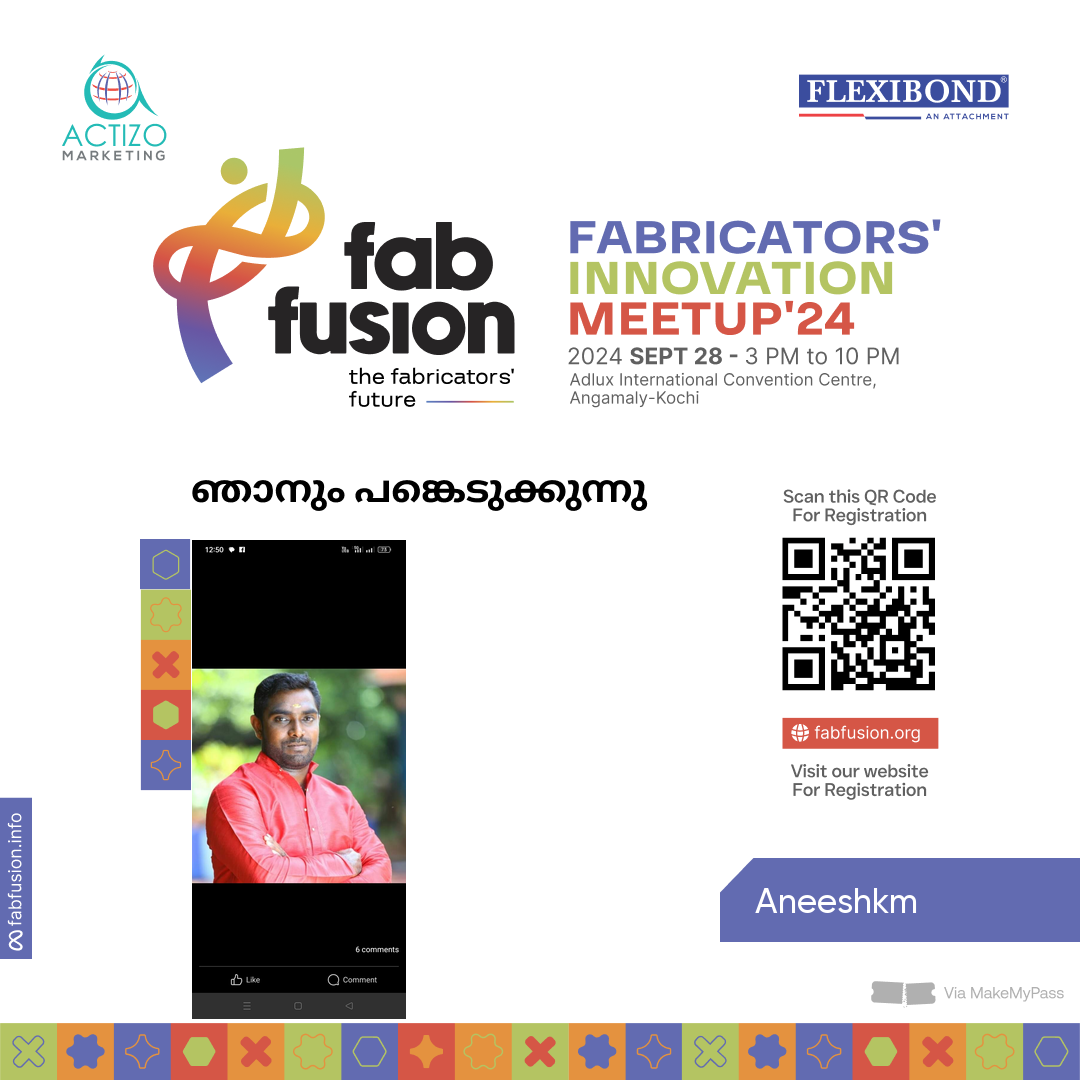 ACTIZO
MARKETING
FLEXIBOND®
AN ATTACHMENT
fab
fusion
the fabricators'
future
FABRICATORS'
INNOVATION
MEETUP'24
2024 SEPT 28 - 3 PM to 10 PM
Adlux International Convention Centre,
Angamaly-Kochi
ഞാനും പങ്കെടുക്കുന്നു
Scan this QR Code
For Registration
12:50
6 comments
Like
Comment
fabfusion.org
Visit our website
For Registration
fabfusion.info
Aneeshkm
Via MakeMyPass